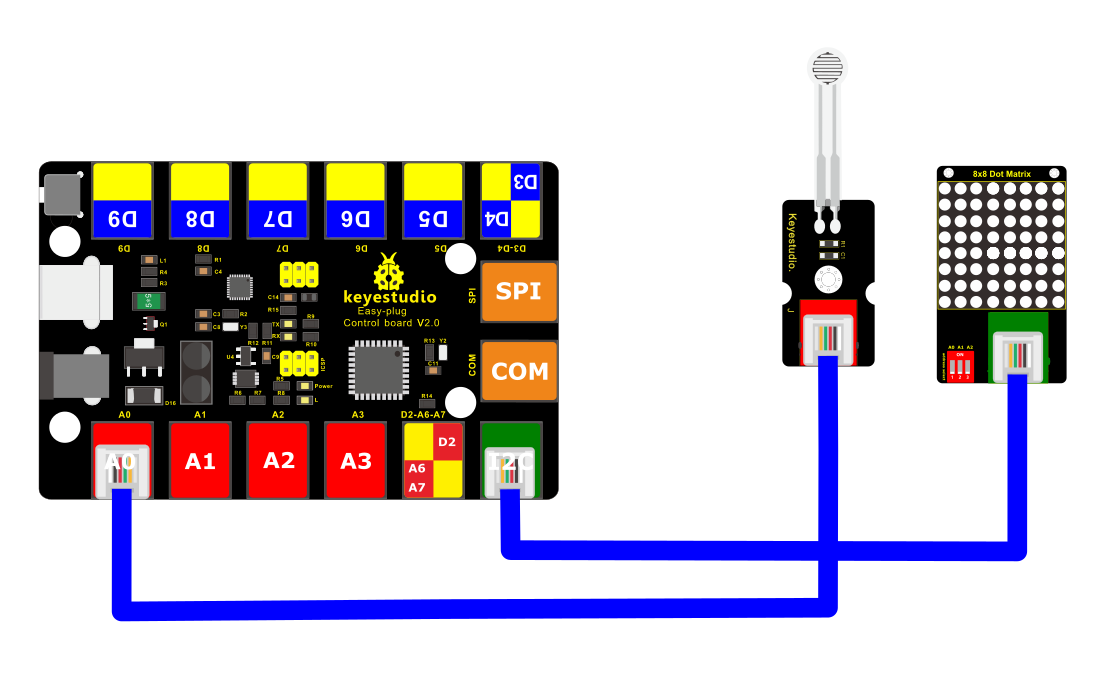 D9
D8
D7
D6
D5
D3
D4
D9
D8
D7
D6
D5
D3-D4
L1
R4
R3
Q1
R1
C4
C3
R2
C8
Y3
R12
R11
U4
C9
R6
R7
R5
R8
D16
C14
R15
TX
RX
R9
R10
ICSP
Power
L
keyestudio
Easy-plug
Control board V2.0
R13
Y2
C11
R14
SPI
SPI
COM
COM
A0
A1
A2
A3
D2-A6-A7
A0
A1
A2
A3
D2
A6
A7
I2C
Keyestudio.
R1
C1
J
8x8 Dot Matrix
A0 A1 A2
ON
1 2 3